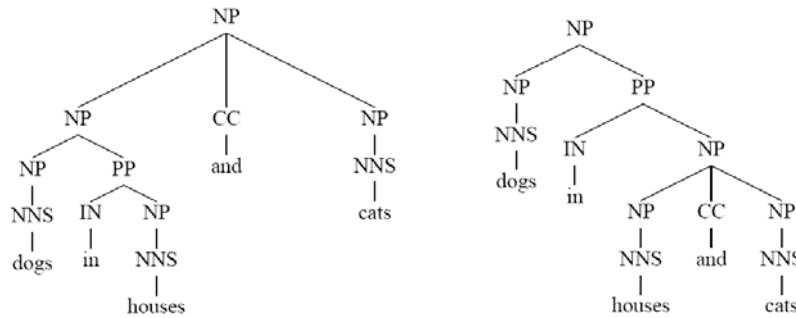 NP
NP CC NP
NP PP and NNS
NNS IN NP cats
dogs in NNS
houses
NP
NP PP
NNS IN NP
dogs in
NP CC NP
NNS and NNS
houses cats